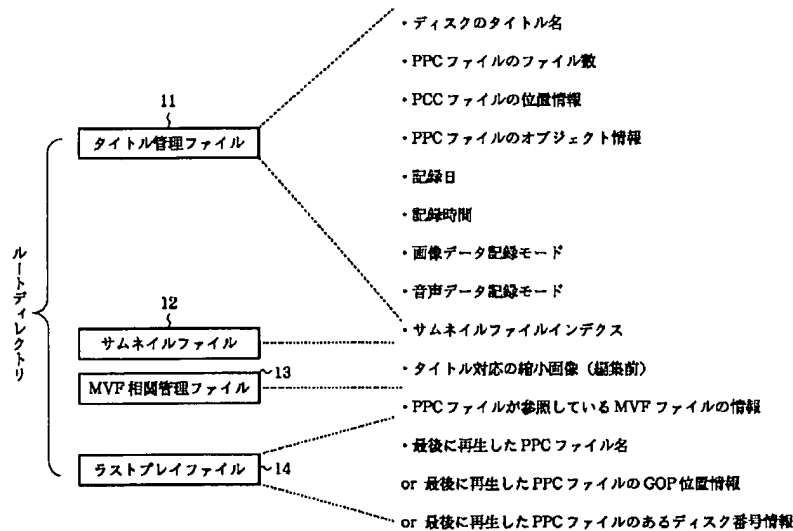 ・ディスクのタイトル名
・PPCファイルのファイル数
・PCCファイルの位置情報
・PPCファイルのオブジェクト情報
・記録日
・記録時間
・画像データ記録モード
・音声データ記録モード
・サムネイルファイルインデクス
・タイトル対応の縮小画像（編集前）
・PPCファイルが参照しているMVFファイルの情報
・最後に再生したPPCファイル名
or 最後に再生したPPCファイルのGOP位置情報
or 最後に再生したPPCファイルのあるディスク番号情報
ルートディレクトリ
11
タイトル管理ファイル
12
サムネイルファイル
13
MVF相関管理ファイル
ラストプレイファイル
14